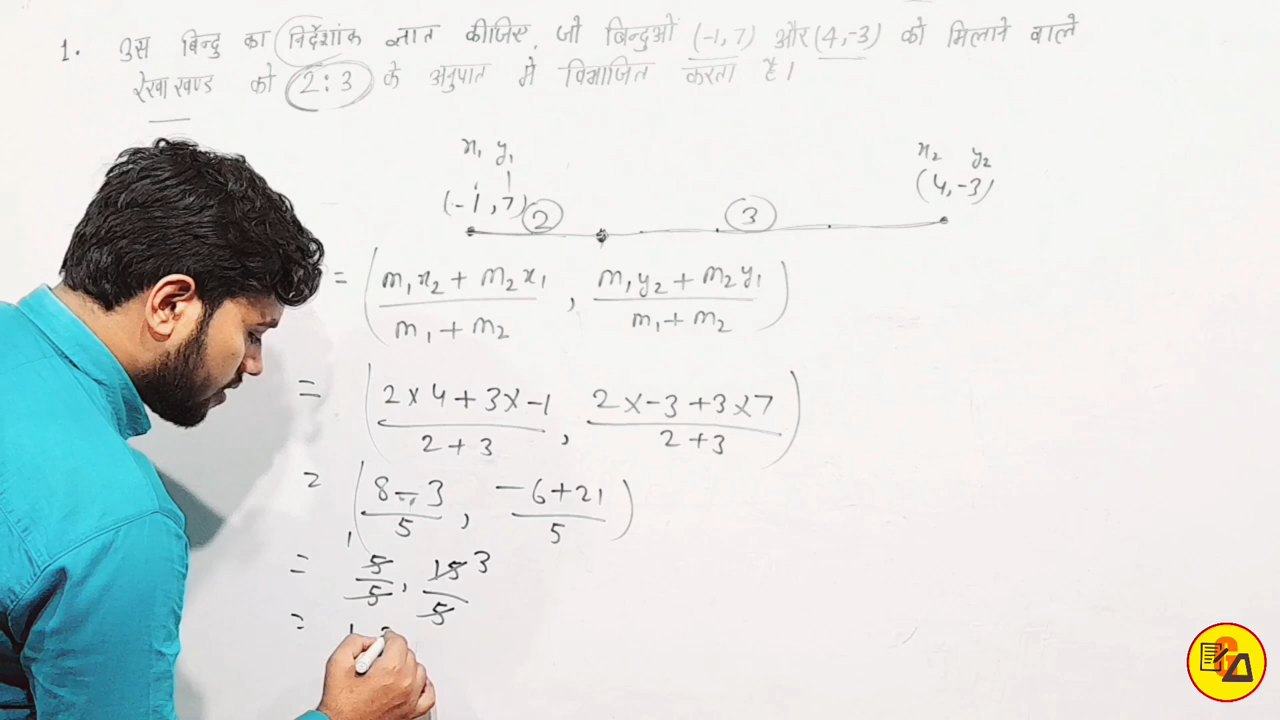 1. उस बिन्दु का निर्देशांक ज्ञात कीजिए, जो बिन्दुओ (-1,7) और (4,-3) को मिलाने वाले
रेखा खण्ड को 2:3 के अनुपात मे विभाजित करता है।
x₁ y₁ x₂ y₂
(-1,7) 2 3 (4,-3)
= ( (m₁x₂ + m₂x₁)/(m₁ + m₂) , (m₁y₂ + m₂y₁)/(m₁ + m₂) )
= ( (2×4+3×-1)/(2+3) , (2×-3+3×7)/(2+3) )
= ( (8-3)/5 , (-6+21)/5 )
= 5/5 1 , 15/5 3
= 1